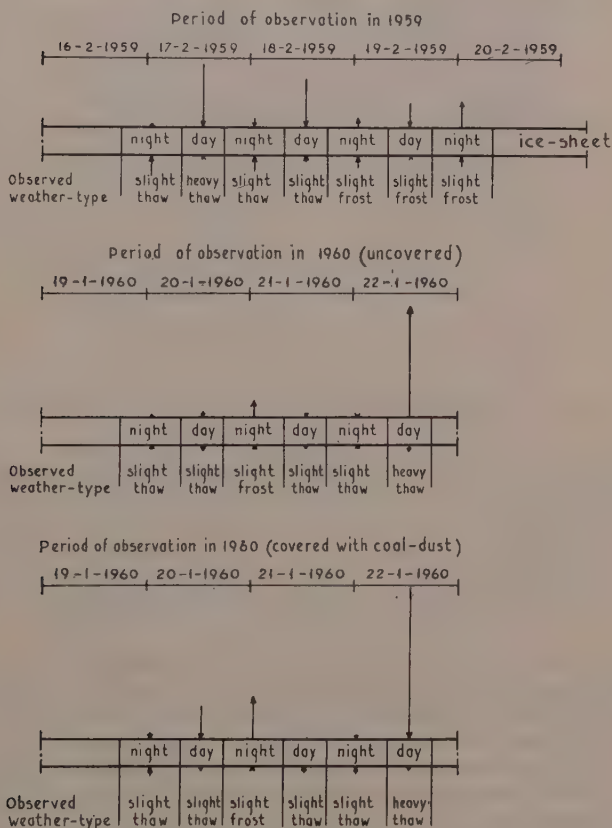 Period of observation in 1959
16-2-1959 17-2-1959 18-2-1959 19-2-1959 20-2-1959
night day night day night day night ice-sheet
Observed weather-type
slight thaw heavy thaw slight thaw slight thaw slight frost slight frost slight frost
Period of observation in 1960 (uncovered)
19-1-1960 20-1-1960 21-1-1960 22-1-1960
night day night day night day
Observed weather-type
slight thaw slight thaw slight frost slight thaw slight thaw heavy thaw
Period of observation in 1960 (covered with coal-dust)
19-1-1960 20-1-1960 21-1-1960 22-1-1960
night day night day night day
Observed weather-type
slight thaw slight thaw slight frost slight thaw slight thaw heavy thaw